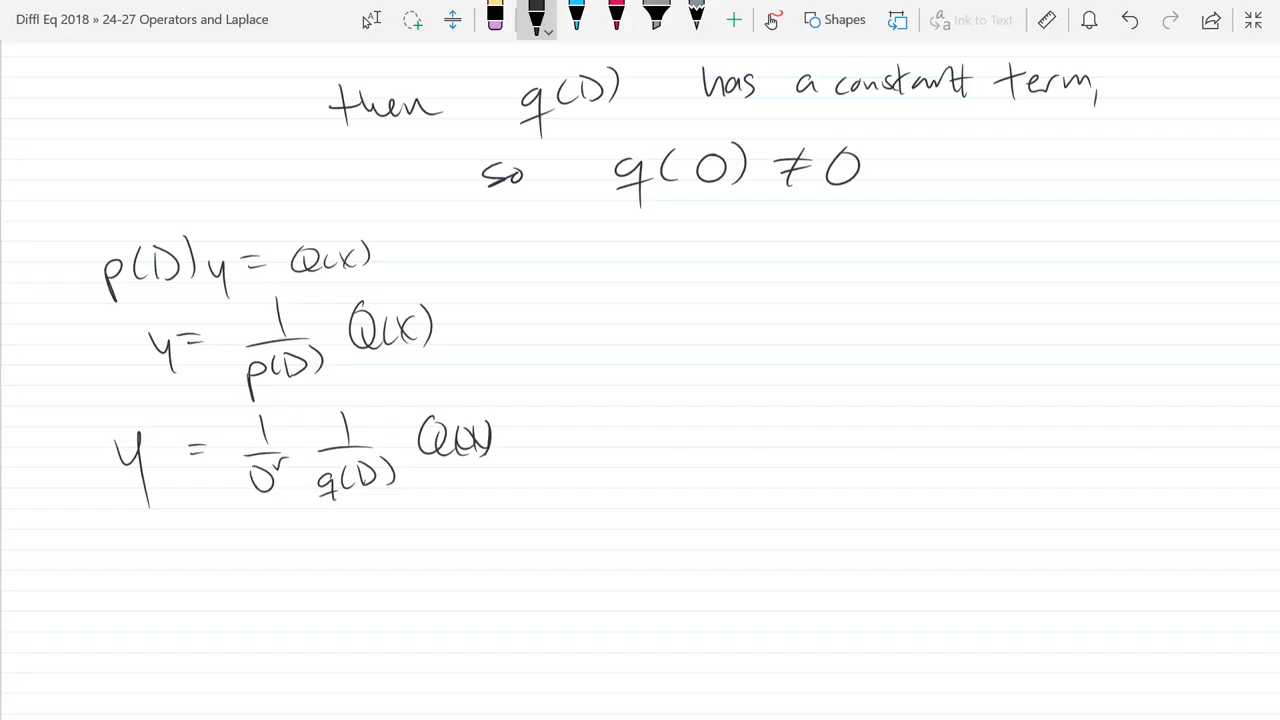 Diffl Eq 2018 » 24-27 Operators and Laplace
Shapes
Ink to Text
then q(D) has a constant term,
so q(0) ≠ 0
p(D)y = Q(x)
y = 1/p(D) Q(x)
y = 1/D^r 1/q(D) Q(x)